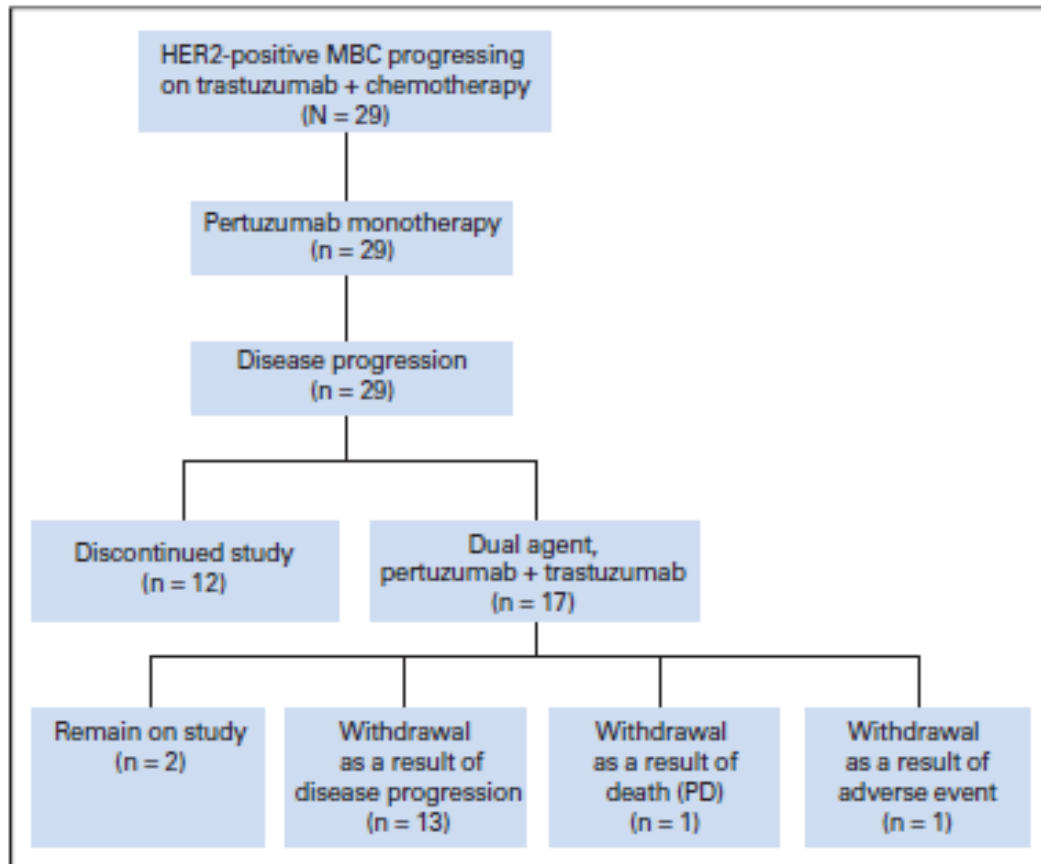 HER2-positive MBC progressing
on trastuzumab + chemotherapy
(N = 29)
Pertuzumab monotherapy
(n = 29)
Disease progression
(n = 29)
Discontinued study
(n = 12)
Dual agent,
pertuzumab + trastuzumab
(n = 17)
Remain on study
(n = 2)
Withdrawal
as a result of
disease progression
(n = 13)
Withdrawal
as a result of
death (PD)
(n = 1)
Withdrawal
as a result of
adverse event
(n = 1)